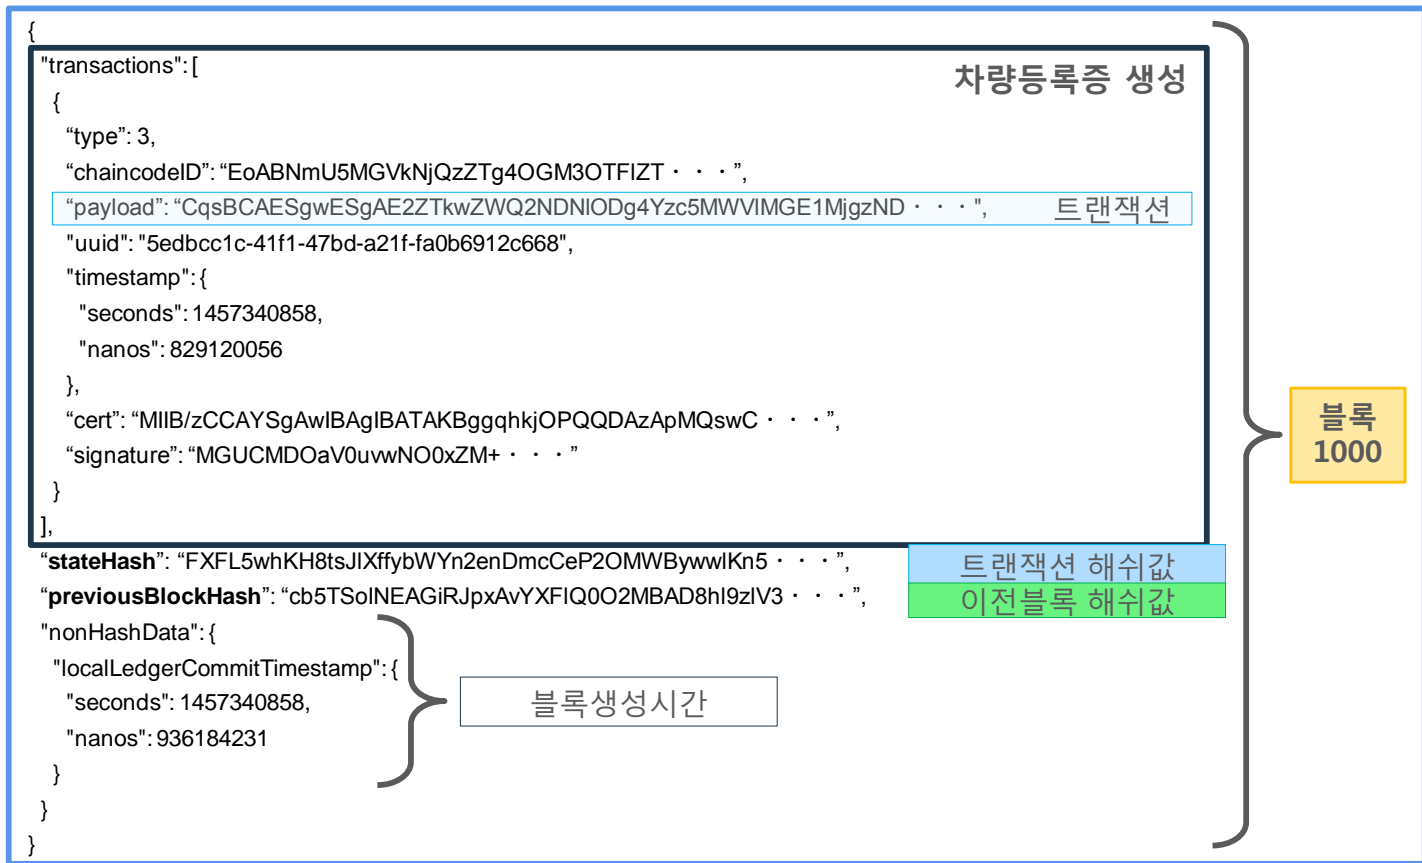 {
"transactions": [
차량등록증 생성
{
“type”: 3,
“chaincodeID”: “EoABNmU5MGVkNjQzZTg4OGM3OTFlZT・・・”,
“payload”: “CqsBCAESgwESgAE2ZTkwZWQ2NDNlODg4Yzc5MWVlMGE1MjgzND・・・",
트랜잭션
"uuid": "5edbcc1c-41f1-47bd-a21f-fa0b6912c668",
"timestamp": {
"seconds": 1457340858,
"nanos": 829120056
},
“cert”: “MIIB/zCCAYSgAwIBAgIBATAKBggqhkjOPQQDAzApMQswC・・・”,
“signature”: “MGUCMDOaV0uvwNO0xZM+・・・”
}
],
“stateHash”: “FXFL5whKH8tsJlXffybWYn2enDmcCeP2OMWBywwlKn5・・・”,
트랜잭션 해쉬값
“previousBlockHash”: “cb5TSolNEAGiRJpxAvYXFlQ0O2MBAD8hI9zlV3・・・”,
이전블록 해쉬값
"nonHashData": {
"localLedgerCommitTimestamp": {
"seconds": 1457340858,
블록생성시간
"nanos": 936184231
}
}
}
블록
1000